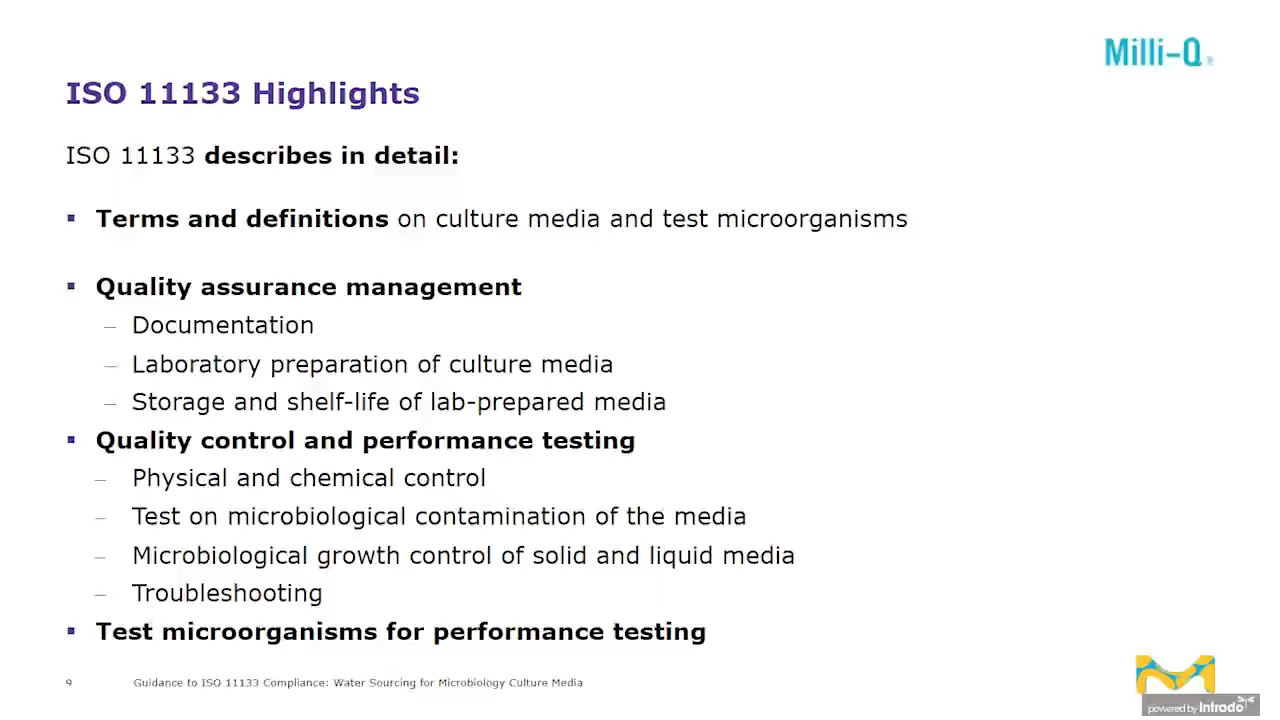 Milli-Q®
ISO 11133 Highlights
ISO 11133 describes in detail:
▪ Terms and definitions on culture media and test microorganisms
▪ Quality assurance management
– Documentation
– Laboratory preparation of culture media
– Storage and shelf-life of lab-prepared media
▪ Quality control and performance testing
– Physical and chemical control
– Test on microbiological contamination of the media
– Microbiological growth control of solid and liquid media
– Troubleshooting
▪ Test microorganisms for performance testing
9 Guidance to ISO 11133 Compliance: Water Sourcing for Microbiology Culture Media
M
powered by Intrado